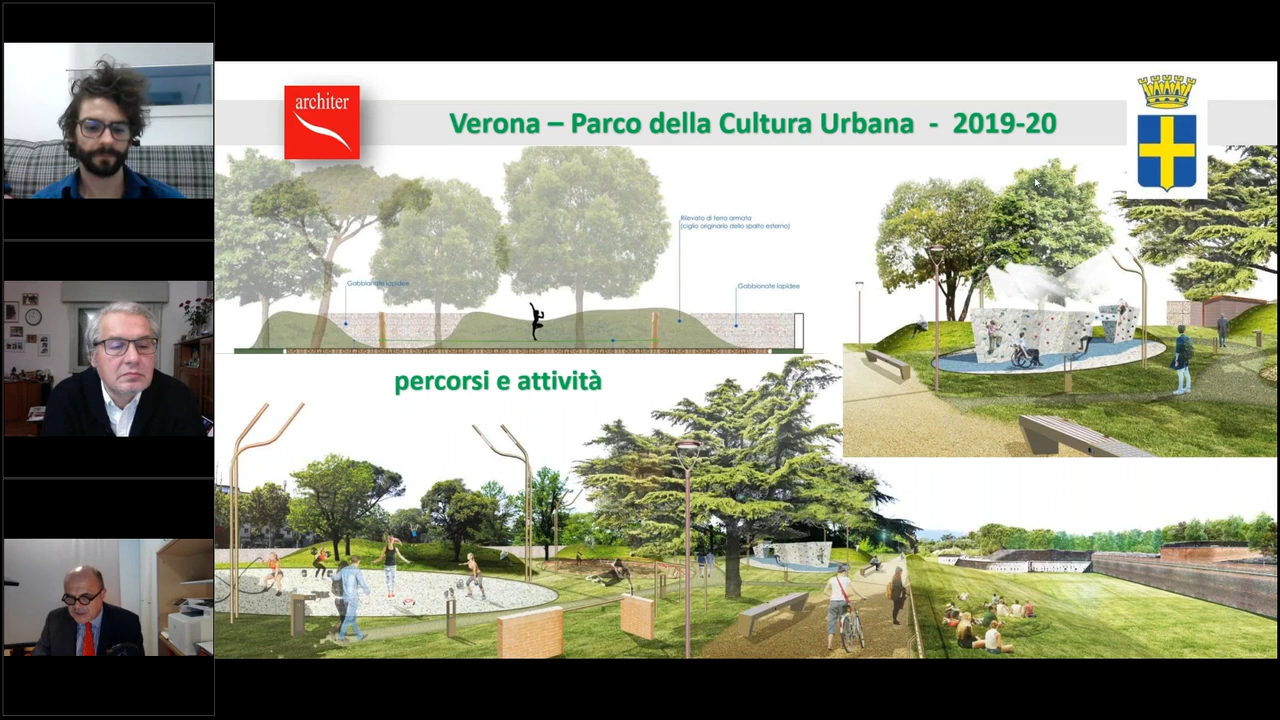 architer
Verona – Parco della Cultura Urbana - 2019-20
Rilevato di terra armata
(ciglio originario dello spalto esterno)
Gabbionate lapidee
Gabbionate lapidee
percorsi e attività